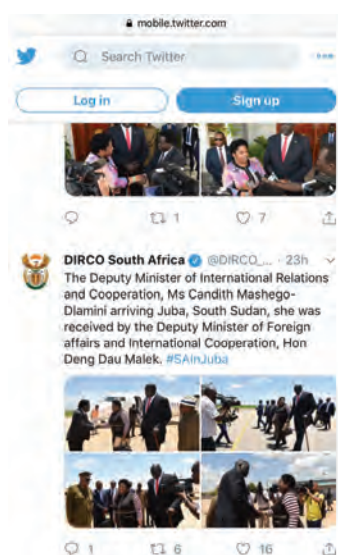 mobile.twitter.com
Search Twitter
Log in Sign up
1 7
DIRCO South Africa @DIRCO_... · 23h
The Deputy Minister of International Relations
and Cooperation, Ms Candith Mashego-
Dlamini arriving Juba, South Sudan, she was
received by the Deputy Minister of Foreign
affairs and International Cooperation, Hon
Deng Dau Malek. #SAinJuba
1 6 16